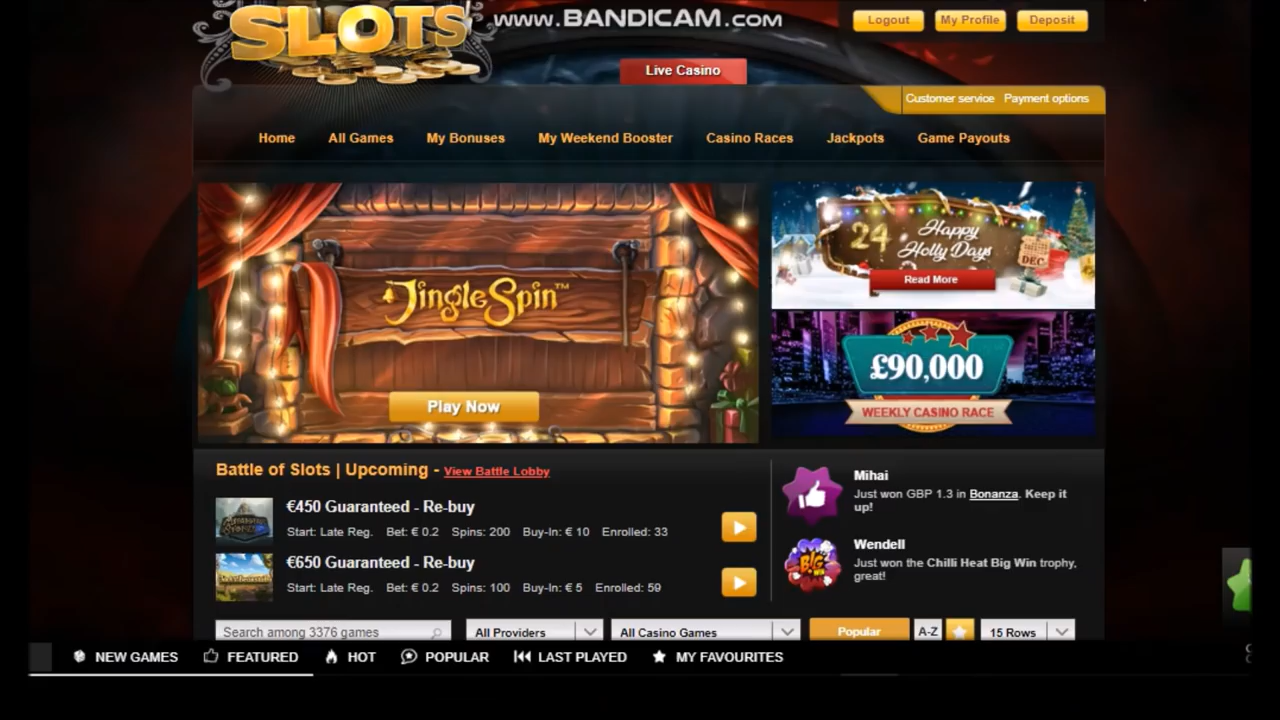 SLOTS
www.BANDICAM.com
Logout
My Profile
Deposit
Live Casino
Customer service Payment options
Home All Games My Bonuses My Weekend Booster Casino Races Jackpots Game Payouts
JingleSpin™
Play Now
24 Happy
Holly Days
DEC
Read More
£90,000
WEEKLY CASINO RACE
Battle of Slots | Upcoming - View Battle Lobby
€450 Guaranteed - Re-buy
Start: Late Reg. Bet: € 0.2 Spins: 200 Buy-In: € 10 Enrolled: 33
€650 Guaranteed - Re-buy
Start: Late Reg. Bet: € 0.2 Spins: 100 Buy-In: € 5 Enrolled: 59
Mihai
Just won GBP 1.3 in Bonanza. Keep it
up!
BIG
WIN
Wendell
Just won the Chilli Heat Big Win trophy,
great!
Search among 3376 games
All Providers
All Casino Games
Popular
A-Z
15 Rows
NEW GAMES FEATURED HOT POPULAR LAST PLAYED MY FAVOURITES